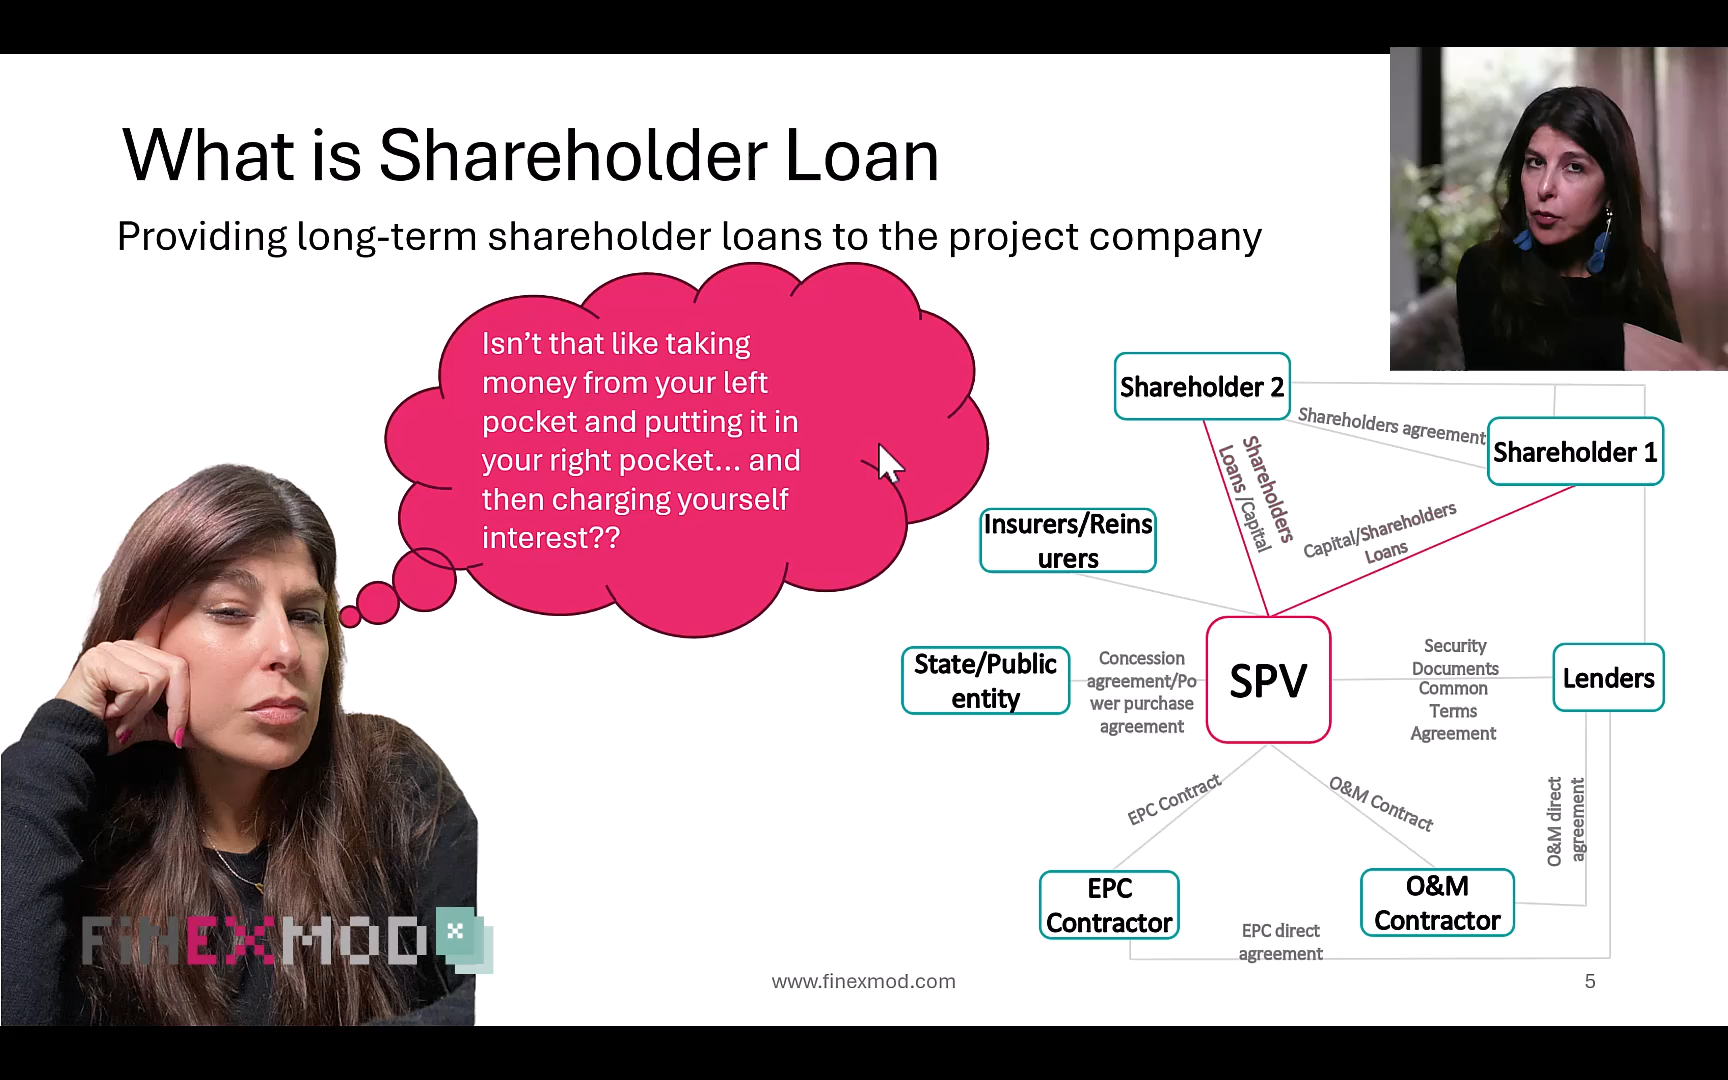 What is Shareholder Loan
Providing long-term shareholder loans to the project company
Isn’t that like taking
money from your left
pocket and putting it in
your right pocket... and
then charging yourself
interest??
Shareholder 2
Shareholders agreement
Shareholder 1
Shareholders
Loans /Capital
Capital/Shareholders
Loans
Insurers/Reins
urers
State/Public
entity
Concession
agreement/Po
wer purchase
agreement
SPV
Security
Documents
Common
Terms
Agreement
Lenders
EPC Contract
O&M Contract
O&M direct
agreement
EPC
Contractor
O&M
Contractor
EPC direct
agreement
FINEXMOD
www.finexmod.com
5